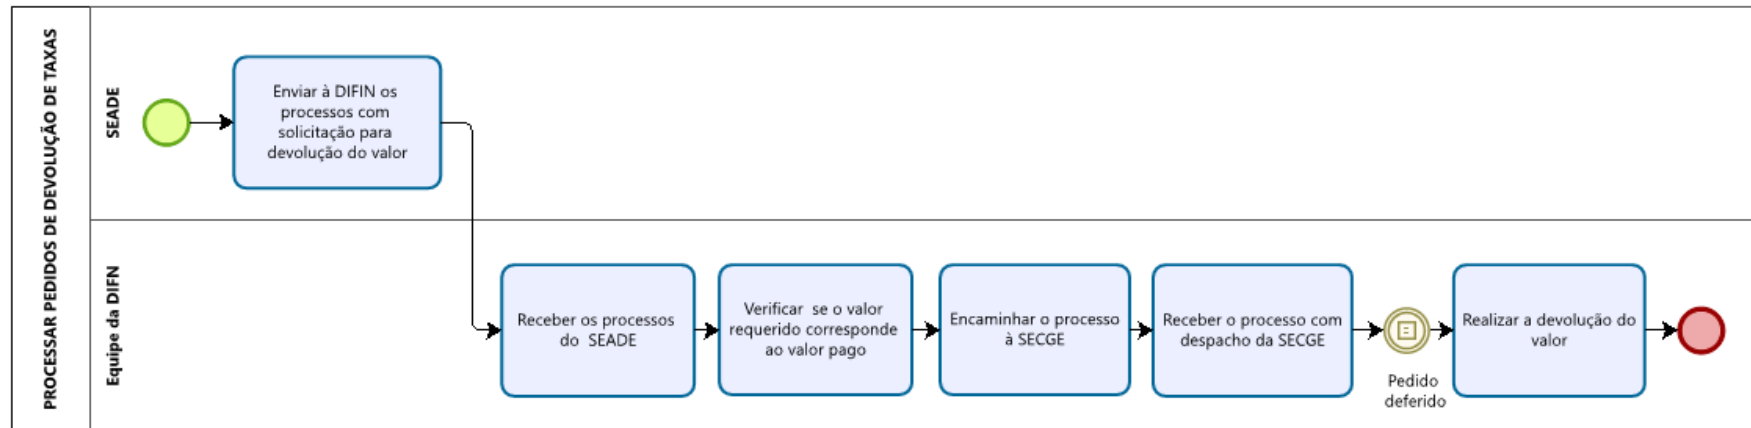 PROCESSAR PEDIDOS DE DEVOLUÇÃO DE TAXAS
SEADE
Enviar à DIFIN os
processos com
solicitação para
devolução do valor
Equipe da DIFN
Receber os processos
do SEADE
Verificar se o valor
requerido corresponde
ao valor pago
Encaminhar o processo
à SECGE
Receber o processo com
despacho da SECGE
Pedido
deferido
Realizar a devolução do
valor